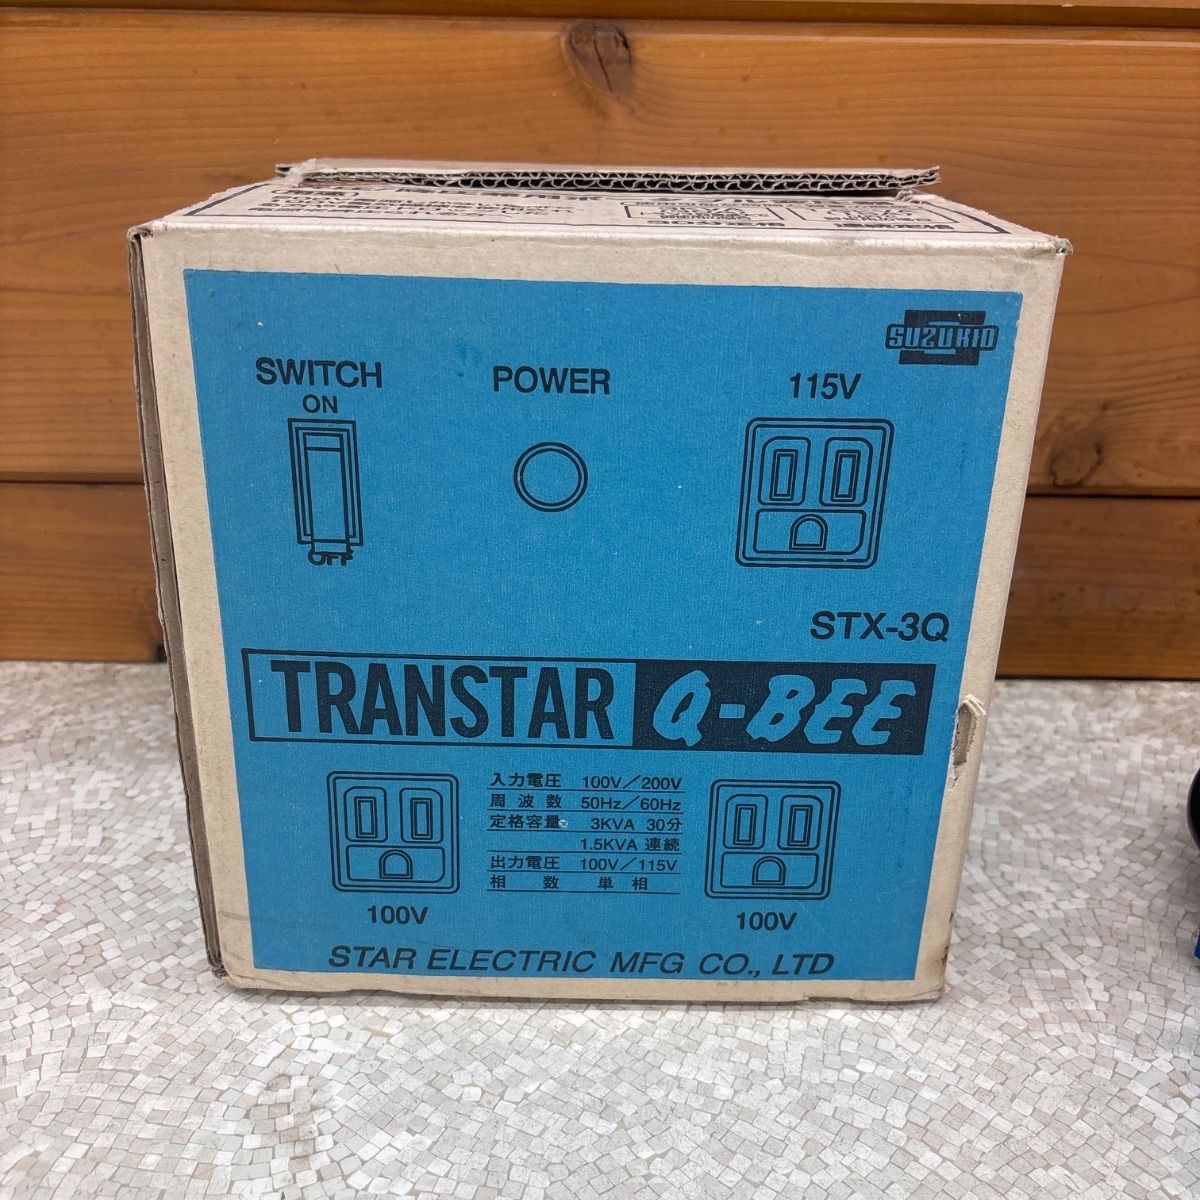 SUZUKID
SWITCH
ON
OFF
POWER
115V
STX-3Q
TRANSTAR Q-BEE
入力電圧 100V/200V
周波数 50Hz/60Hz
定格容量 3KVA 30分
1.5KVA 連続
出力電圧 100V/115V
相数 単相
100V
100V
STAR ELECTRIC MFG CO., LTD